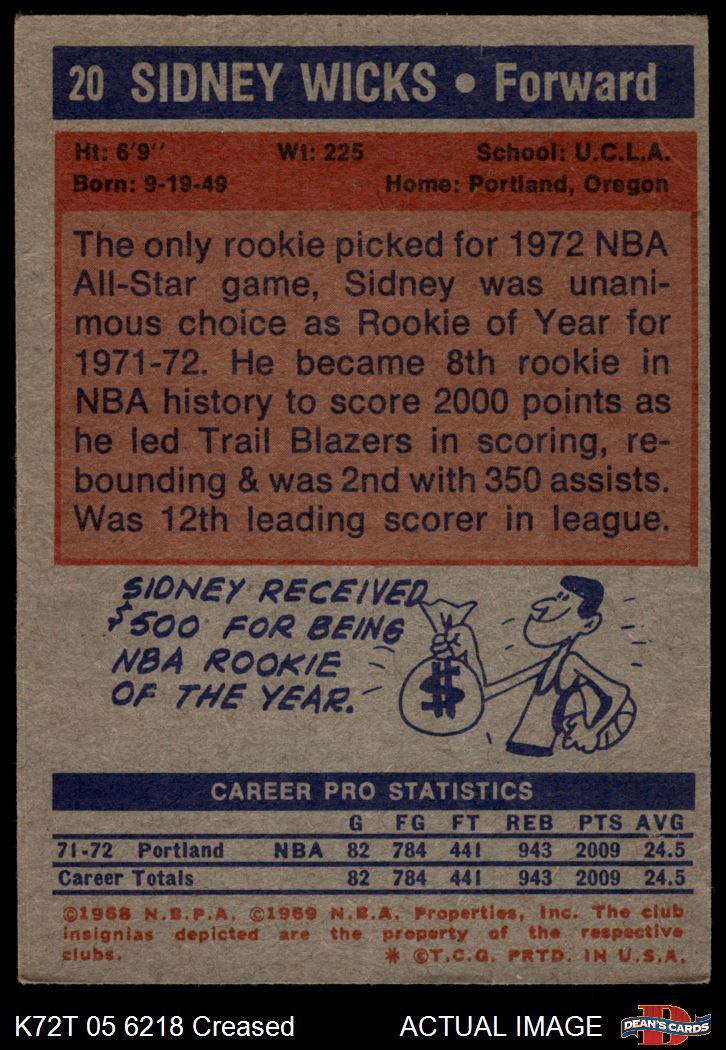 20 SIDNEY WICKS • Forward
Ht: 6'9'' Wt: 225 School: U.C.L.A.
Born: 9-19-49 Home: Portland, Oregon
The only rookie picked for 1972 NBA
All-Star game, Sidney was unani-
mous choice as Rookie of Year for
1971-72. He became 8th rookie in
NBA history to score 2000 points as
he led Trail Blazers in scoring, re-
bounding & was 2nd with 350 assists.
Was 12th leading scorer in league.
SIDNEY RECEIVED
$500 FOR BEING
NBA ROOKIE
OF THE YEAR.
$
CAREER PRO STATISTICS
G FG FT REB PTS AVG
71-72 Portland NBA 82 784 441 943 2009 24.5
Career Totals 82 784 441 943 2009 24.5
©1968 N.B.P.A. ©1969 N.B.A. Properties, Inc. The club
insignias depicted are the property of the respective
clubs. * ©T.C.G. PRTD. IN U.S.A.
K72T 05 6218 Creased ACTUAL IMAGE
D
DEAN'S CARDS